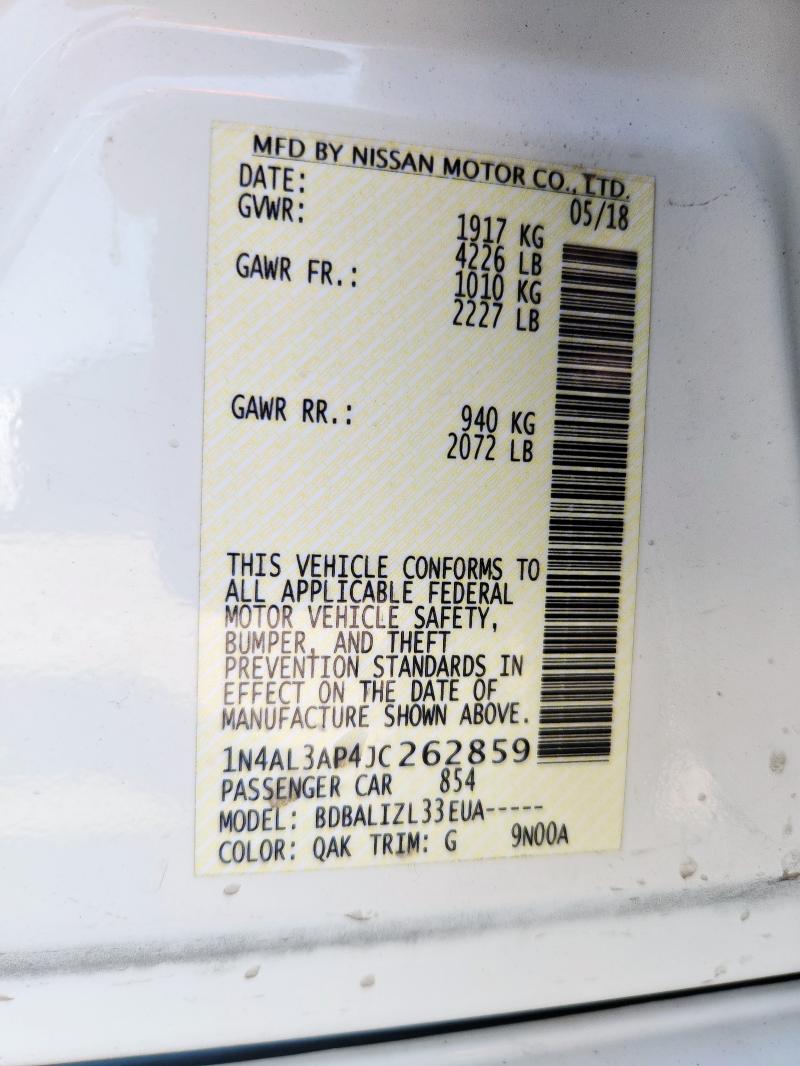 MFD BY NISSAN MOTOR CO., LTD.
DATE: 05/18
GVWR: 1917 KG
4226 LB
GAWR FR.: 1010 KG
2227 LB
GAWR RR.: 940 KG
2072 LB
THIS VEHICLE CONFORMS TO
ALL APPLICABLE FEDERAL
MOTOR VEHICLE SAFETY,
BUMPER, AND THEFT
PREVENTION STANDARDS IN
EFFECT ON THE DATE OF
MANUFACTURE SHOWN ABOVE.
1N4AL3AP4JC262859
PASSENGER CAR 854
MODEL: BDBALIZL33EUA-----
COLOR: QAK TRIM: G 9N00A